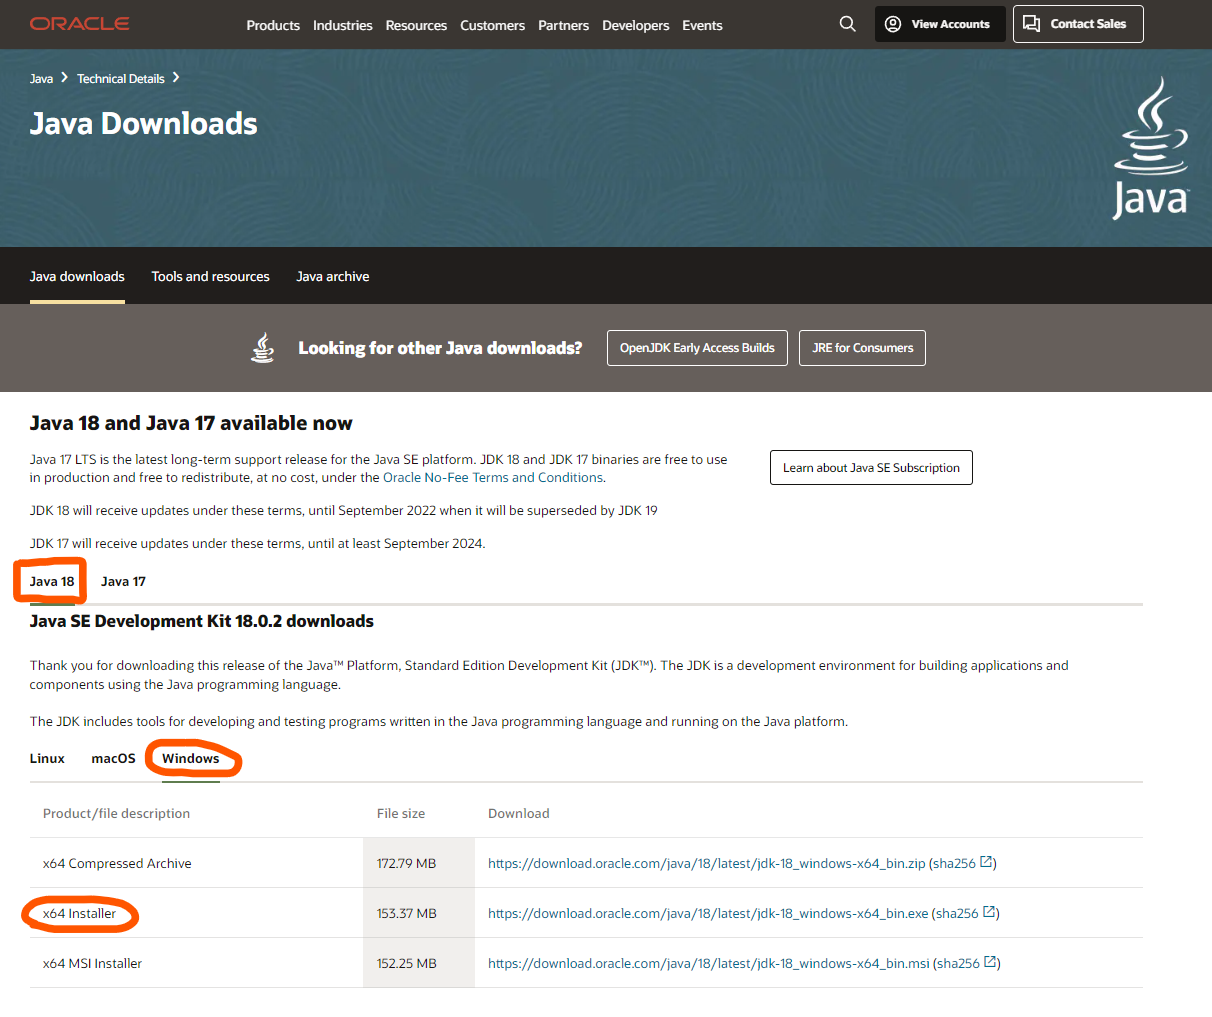 ORACLE
Products Industries Resources Customers Partners Developers Events
View Accounts
Contact Sales
Java > Technical Details >
Java Downloads
Java™
Java downloads Tools and resources Java archive
Looking for other Java downloads?
OpenJDK Early Access Builds
JRE for Consumers
Java 18 and Java 17 available now
Java 17 LTS is the latest long-term support release for the Java SE platform. JDK 18 and JDK 17 binaries are free to use
in production and free to redistribute, at no cost, under the Oracle No-Fee Terms and Conditions.
Learn about Java SE Subscription
JDK 18 will receive updates under these terms, until September 2022 when it will be superseded by JDK 19
JDK 17 will receive updates under these terms, until at least September 2024.
Java 18 Java 17
Java SE Development Kit 18.0.2 downloads
Thank you for downloading this release of the Java™ Platform, Standard Edition Development Kit (JDK™). The JDK is a development environment for building applications and
components using the Java programming language.
The JDK includes tools for developing and testing programs written in the Java programming language and running on the Java platform.
Linux macOS Windows
Product/file description File size Download
x64 Compressed Archive 172.79 MB https://download.oracle.com/java/18/latest/jdk-18_windows-x64_bin.zip (sha256)
x64 Installer 153.37 MB https://download.oracle.com/java/18/latest/jdk-18_windows-x64_bin.exe (sha256)
x64 MSI Installer 152.25 MB https://download.oracle.com/java/18/latest/jdk-18_windows-x64_bin.msi (sha256)